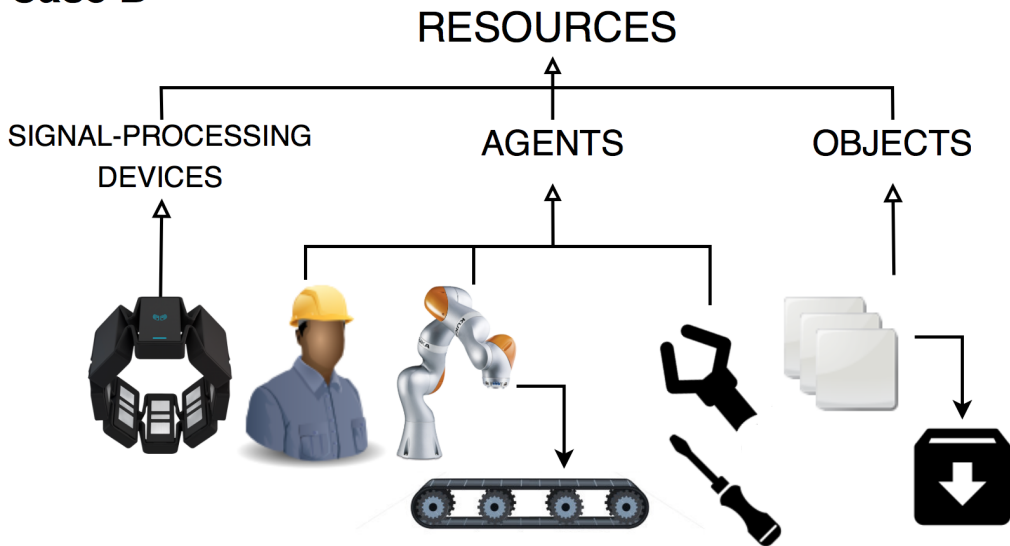 RESOURCES
SIGNAL-PROCESSING
DEVICES
AGENTS
OBJECTS